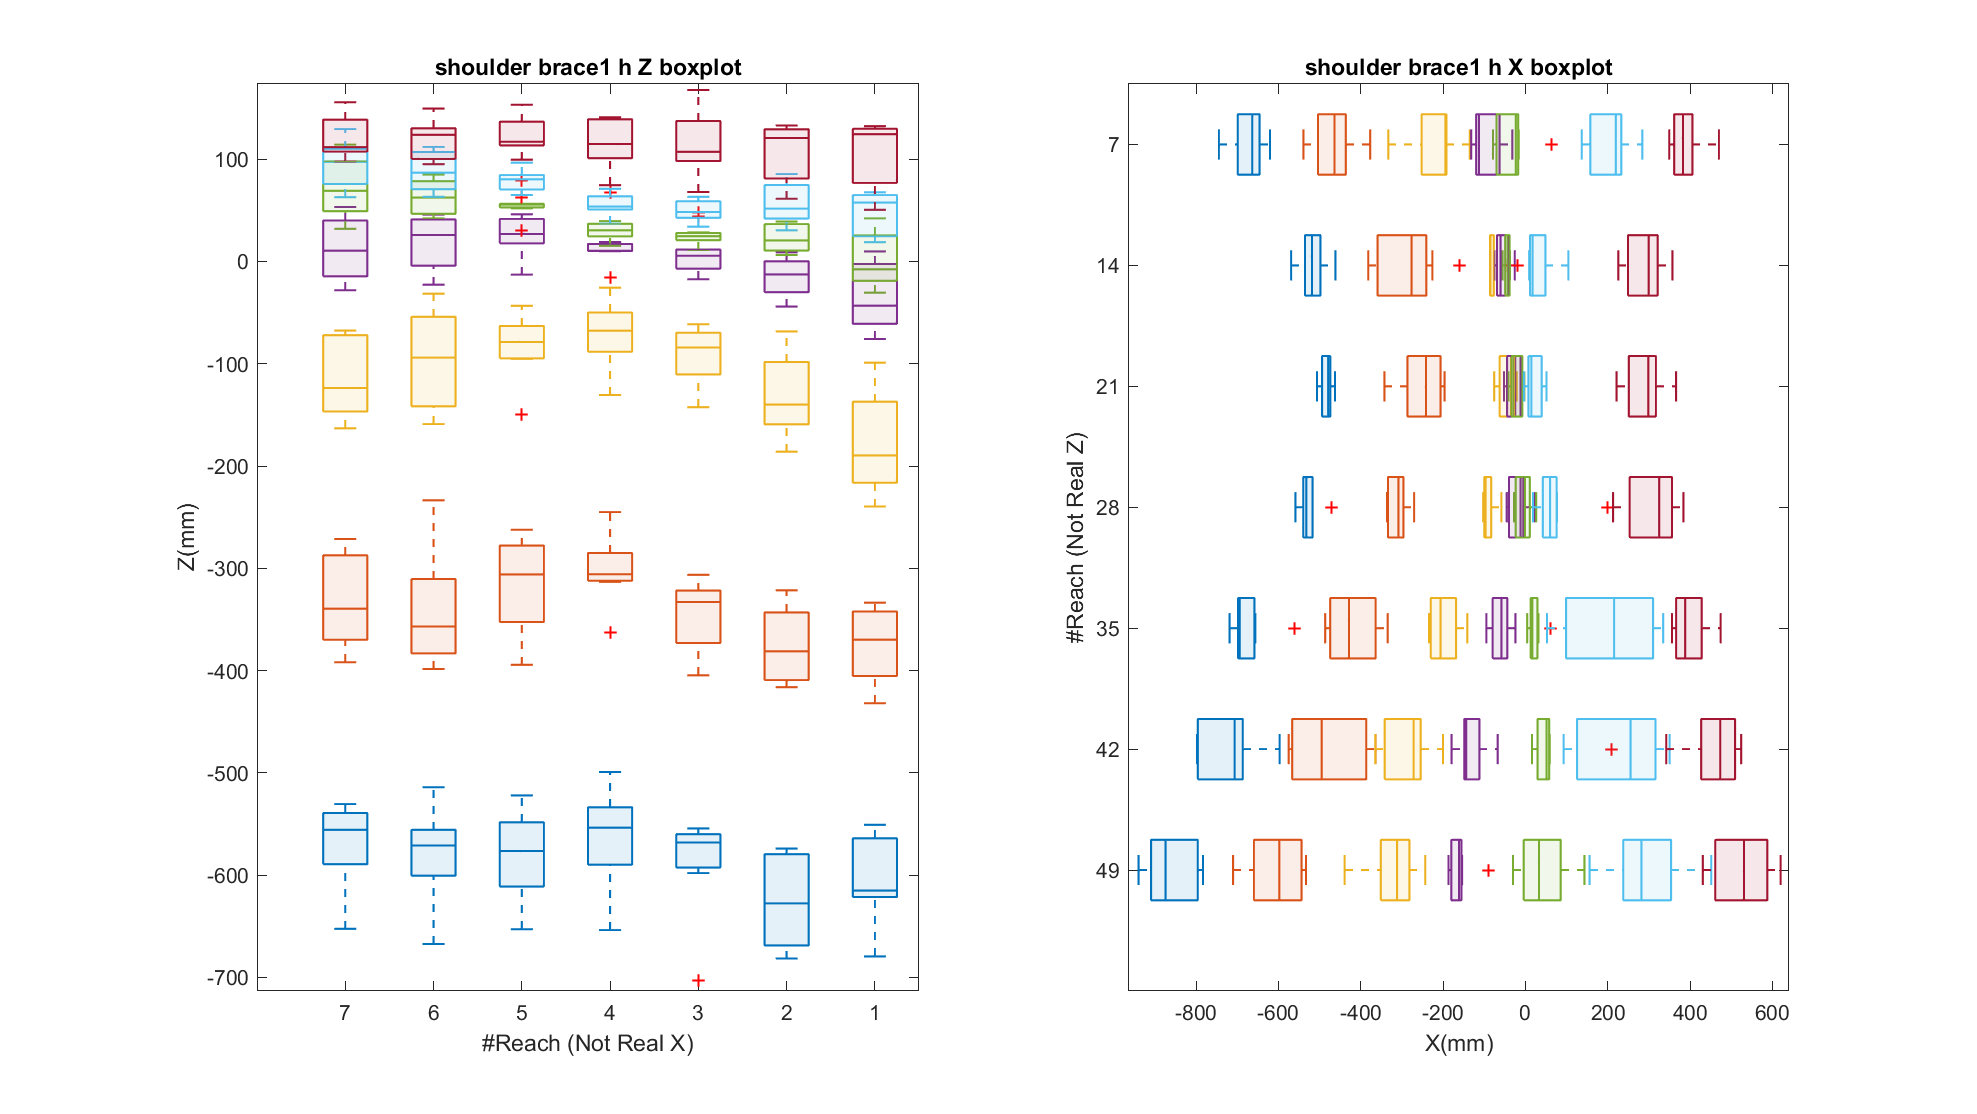 shoulder brace1 h Z boxplot
100
0
-100
-200
-300
-400
-500
-600
-700
Z(mm)
7 6 5 4 3 2 1
#Reach (Not Real X)
shoulder brace1 h X boxplot
7
14
21
28
35
42
49
#Reach (Not Real Z)
-800 -600 -400 -200 0 200 400 600
X(mm)